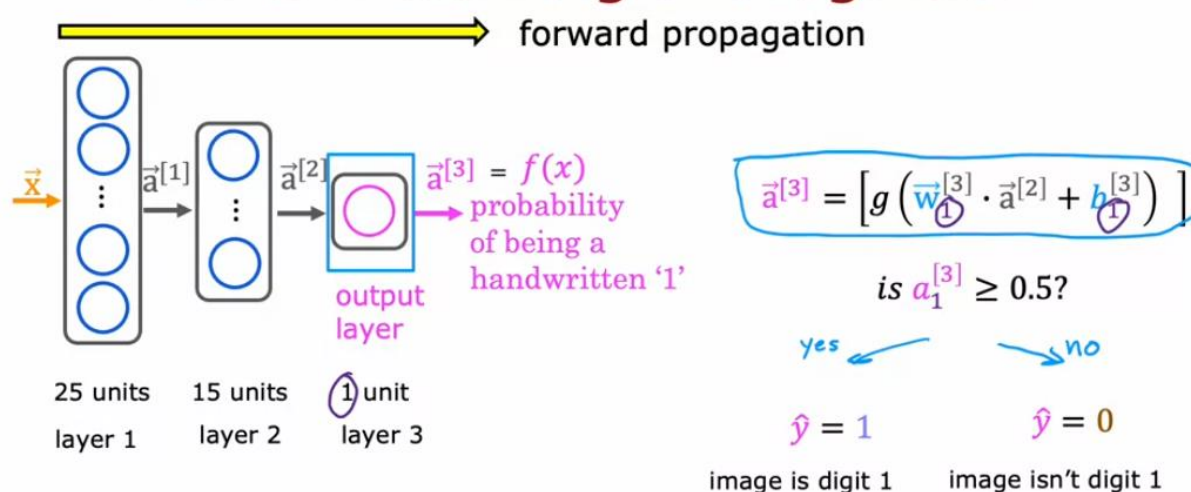 forward propagation
x⃗
a⃗[1]
a⃗[2]
a⃗[3] = f(x)
probability
of being a
handwritten ‘1’
output
layer
25 units
layer 1
15 units
layer 2
1 unit
layer 3
a⃗[3] = [g(w⃗₁[3] · a⃗[2] + b₁[3]) ]
is a₁[3] ≥ 0.5?
yes
no
ŷ = 1
image is digit 1
ŷ = 0
image isn’t digit 1